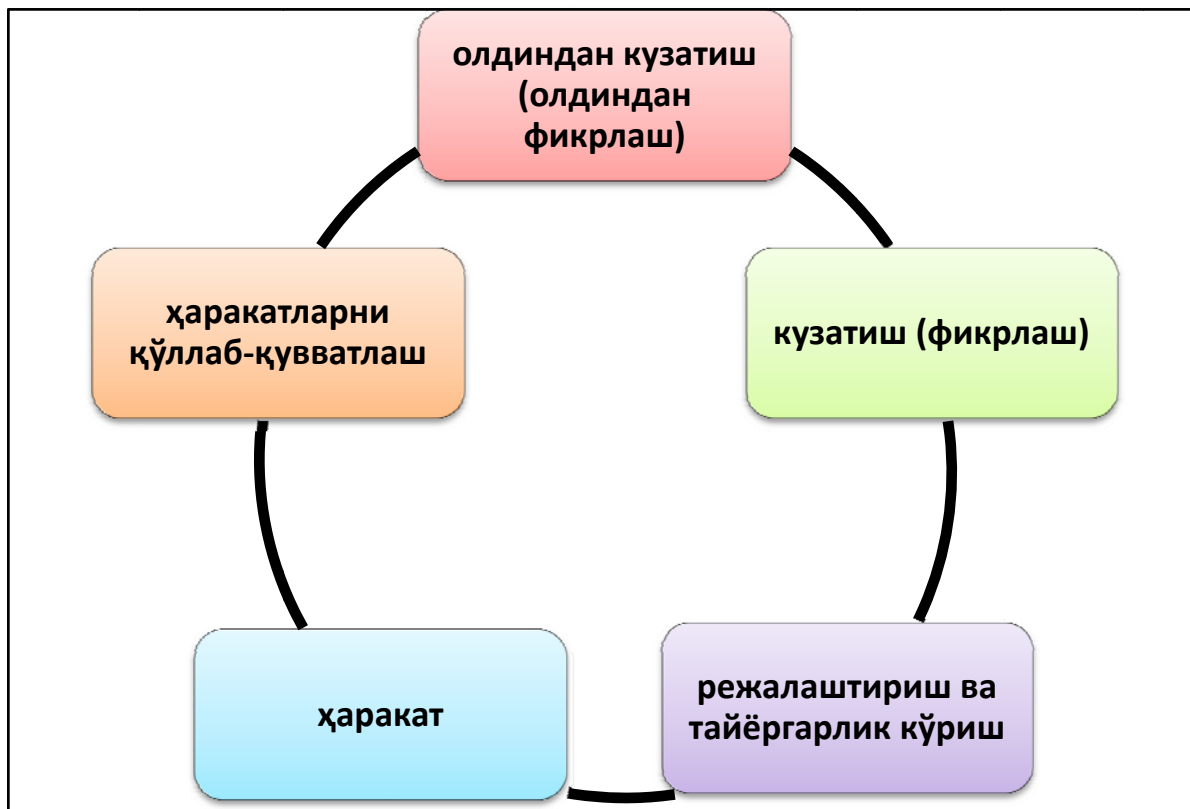 олдиндан кузатиш
(олдиндан
фикрлаш)
кузатиш (фикрлаш)
режалаштириш ва
тайёргарлик кўриш
ҳаракат
ҳаракатларни
қўллаб-қувватлаш